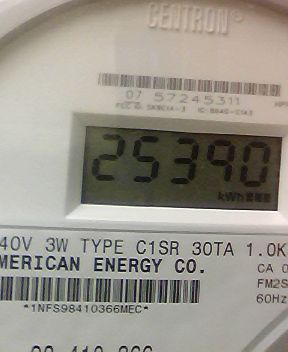 CENTRON®
07 57245311
25390
kWh
40V 3W TYPE C1SR 30TA 1.0K
MERICAN ENERGY CO.
CA 0
FM2S
60Hz
*1NFS98410366MEC*